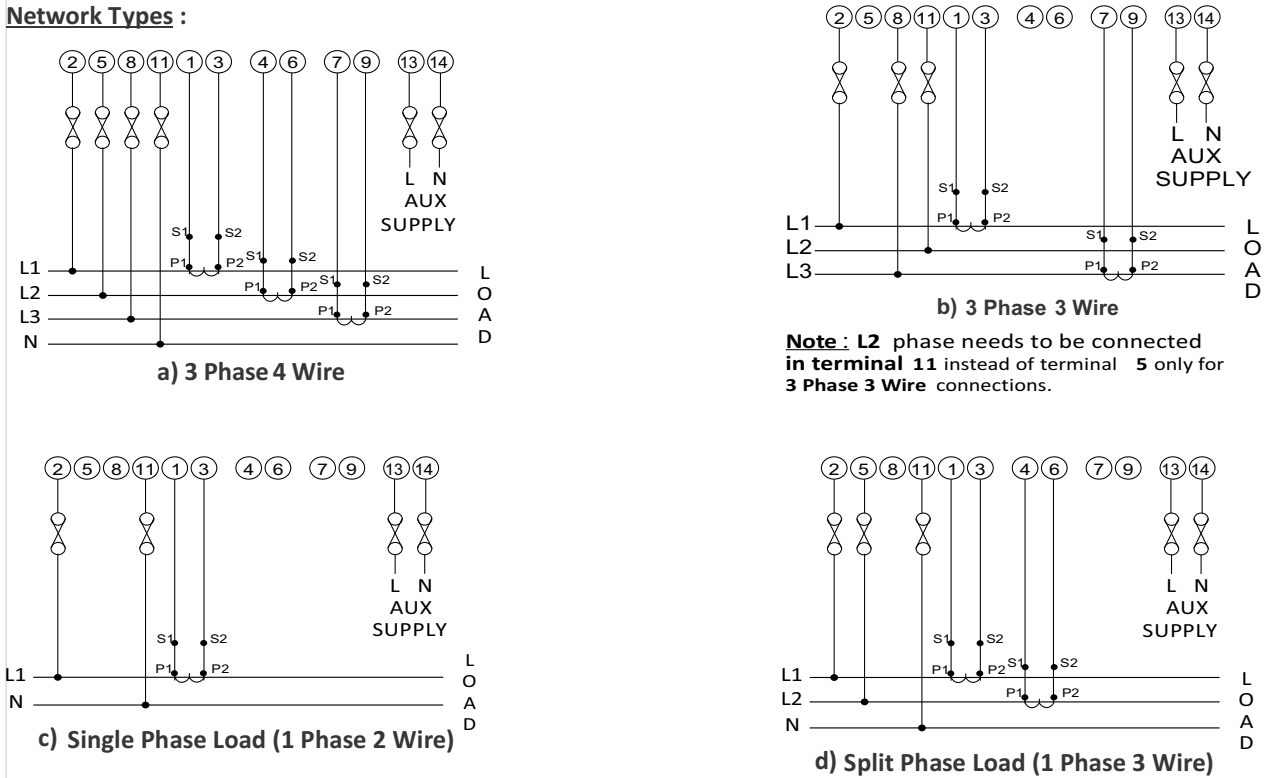 Network Types :
2 5 8 11 1 3 4 6 7 9 13 14
L N
AUX
SUPPLY
S1 S2
S1 S2
P1 P2
S1 S2
P1 P2
P1 P2
L1
L2
L3
N
L
O
A
D
a) 3 Phase 4 Wire
2 5 8 11 1 3 4 6 7 9 13 14
L N
AUX
SUPPLY
S1 S2
P1 P2
S1 S2
P1 P2
L1
L2
L3
L
O
A
D
b) 3 Phase 3 Wire
Note : L2 phase needs to be connected
in terminal 11 instead of terminal 5 only for
3 Phase 3 Wire connections.
2 5 8 11 1 3 4 6 7 9 13 14
L N
AUX
SUPPLY
S1 S2
P1 P2
L1
N
L
O
A
D
c) Single Phase Load (1 Phase 2 Wire)
2 5 8 11 1 3 4 6 7 9 13 14
L N
AUX
SUPPLY
S1 S2
P1 P2
S1 S2
P1 P2
L1
L2
N
L
O
A
D
d) Split Phase Load (1 Phase 3 Wire)